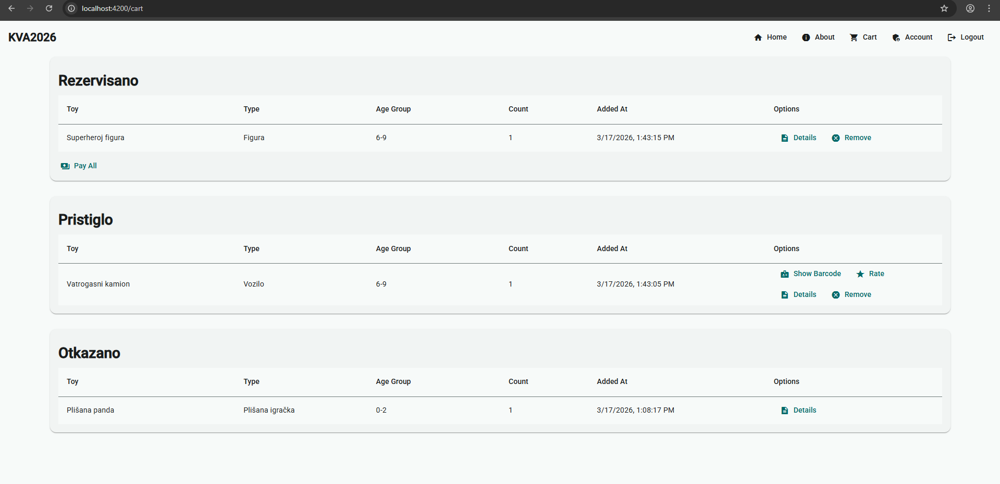 localhost:4200/cart
KVA2026 Home About Cart Account Logout
Rezervisano
Toy Type Age Group Count Added At Options
Superheroj figura Figura 6-9 1 3/17/2026, 1:43:15 PM Details Remove
Pay All
Pristiglo
Toy Type Age Group Count Added At Options
Show Barcode Rate
Vatrogasni kamion Vozilo 6-9 1 3/17/2026, 1:43:05 PM
Details Remove
Otkazano
Toy Type Age Group Count Added At Options
Plišana panda Plišana igračka 0-2 1 3/17/2026, 1:08:17 PM Details